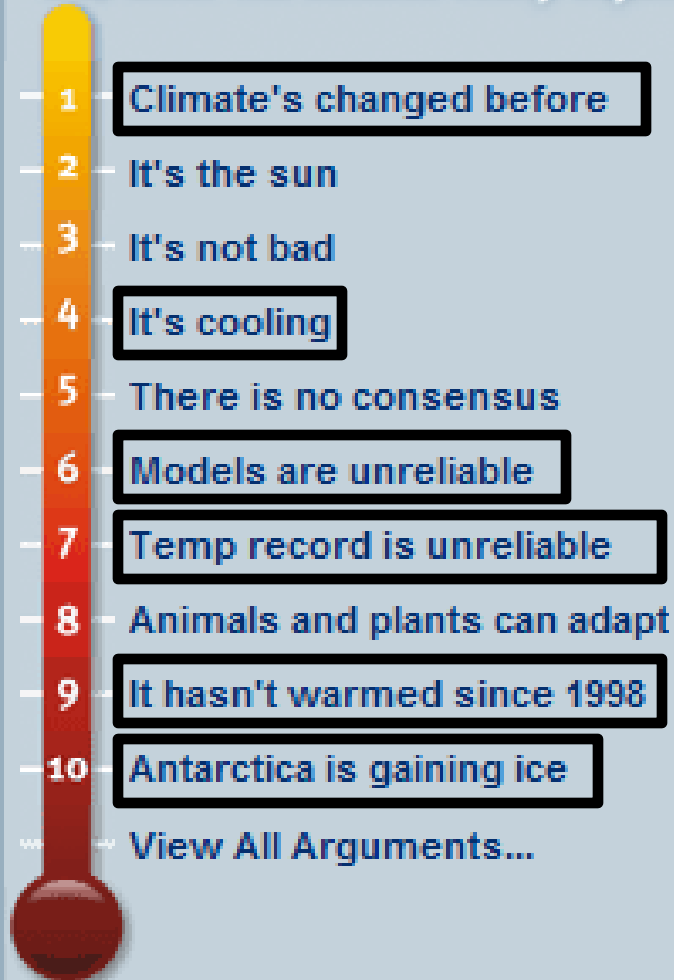 1 Climate's changed before
2 It's the sun
3 It's not bad
4 It's cooling
5 There is no consensus
6 Models are unreliable
7 Temp record is unreliable
8 Animals and plants can adapt
9 It hasn't warmed since 1998
10 Antarctica is gaining ice
View All Arguments...